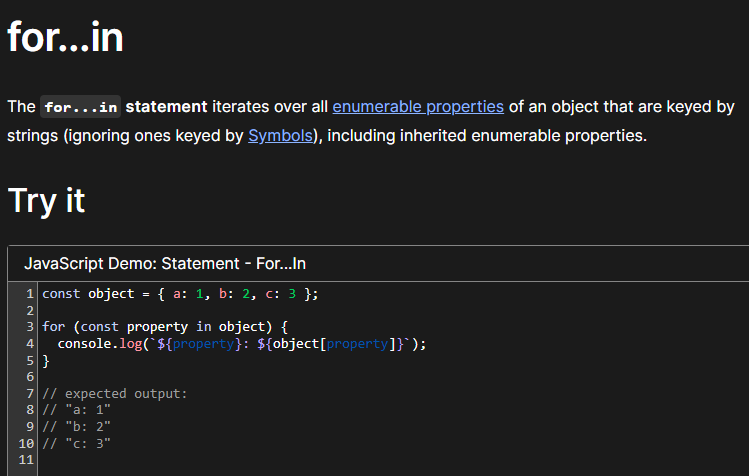 for...in
The for...in statement iterates over all enumerable properties of an object that are keyed by
strings (ignoring ones keyed by Symbols), including inherited enumerable properties.
Try it
JavaScript Demo: Statement - For...In
1 const object = { a: 1, b: 2, c: 3 };
2
3 for (const property in object) {
4   console.log(`${property}: ${object[property]}`);
5 }
6
7 // expected output:
8 // "a: 1"
9 // "b: 2"
10 // "c: 3"
11